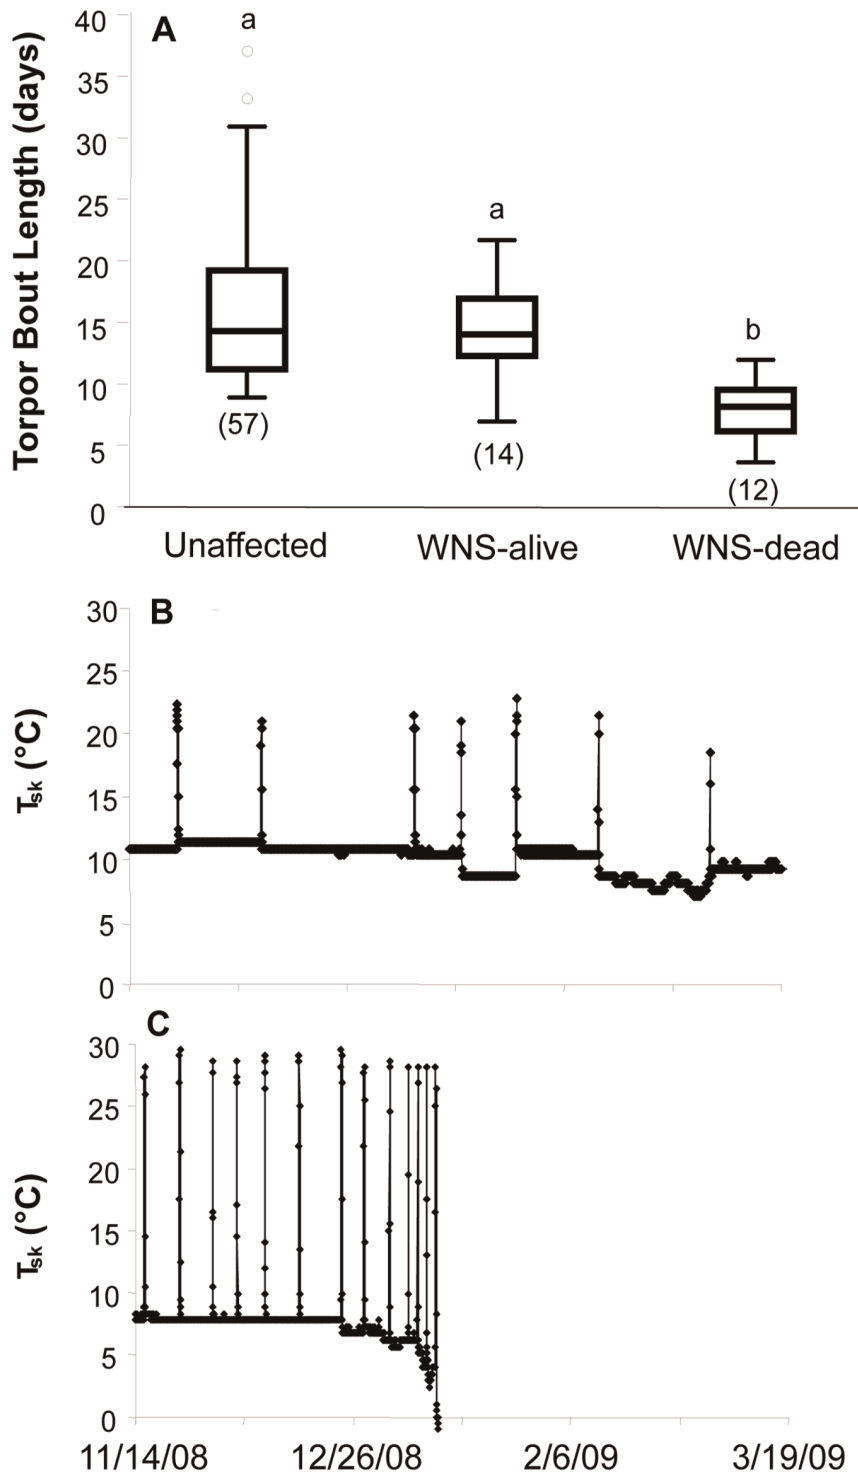 A
Torpor Bout Length (days)
40
35
30
25
20
15
10
5
0
a
a
b
(57)
(14)
(12)
Unaffected WNS-alive WNS-dead
B
Tsk (°C)
30
25
20
15
10
5
0
C
Tsk (°C)
30
25
20
15
10
5
0
11/14/08 12/26/08 2/6/09 3/19/09